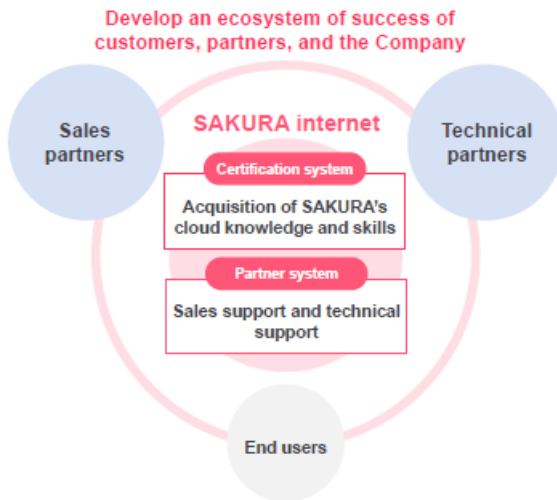 Develop an ecosystem of success of
customers, partners, and the Company
Sales
partners
Technical
partners
SAKURA internet
Certification system
Acquisition of SAKURA's
cloud knowledge and skills
Partner system
Sales support and technical
support
End users